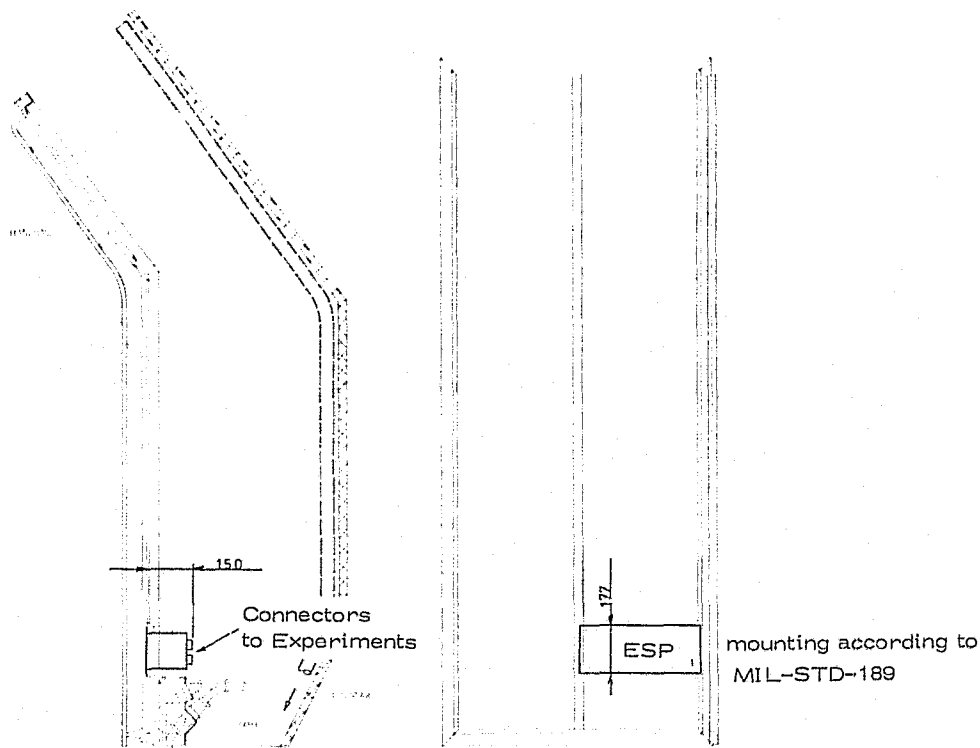 150
Connectors
to Experiments
177
ESP
mounting according to
MIL-STD-189